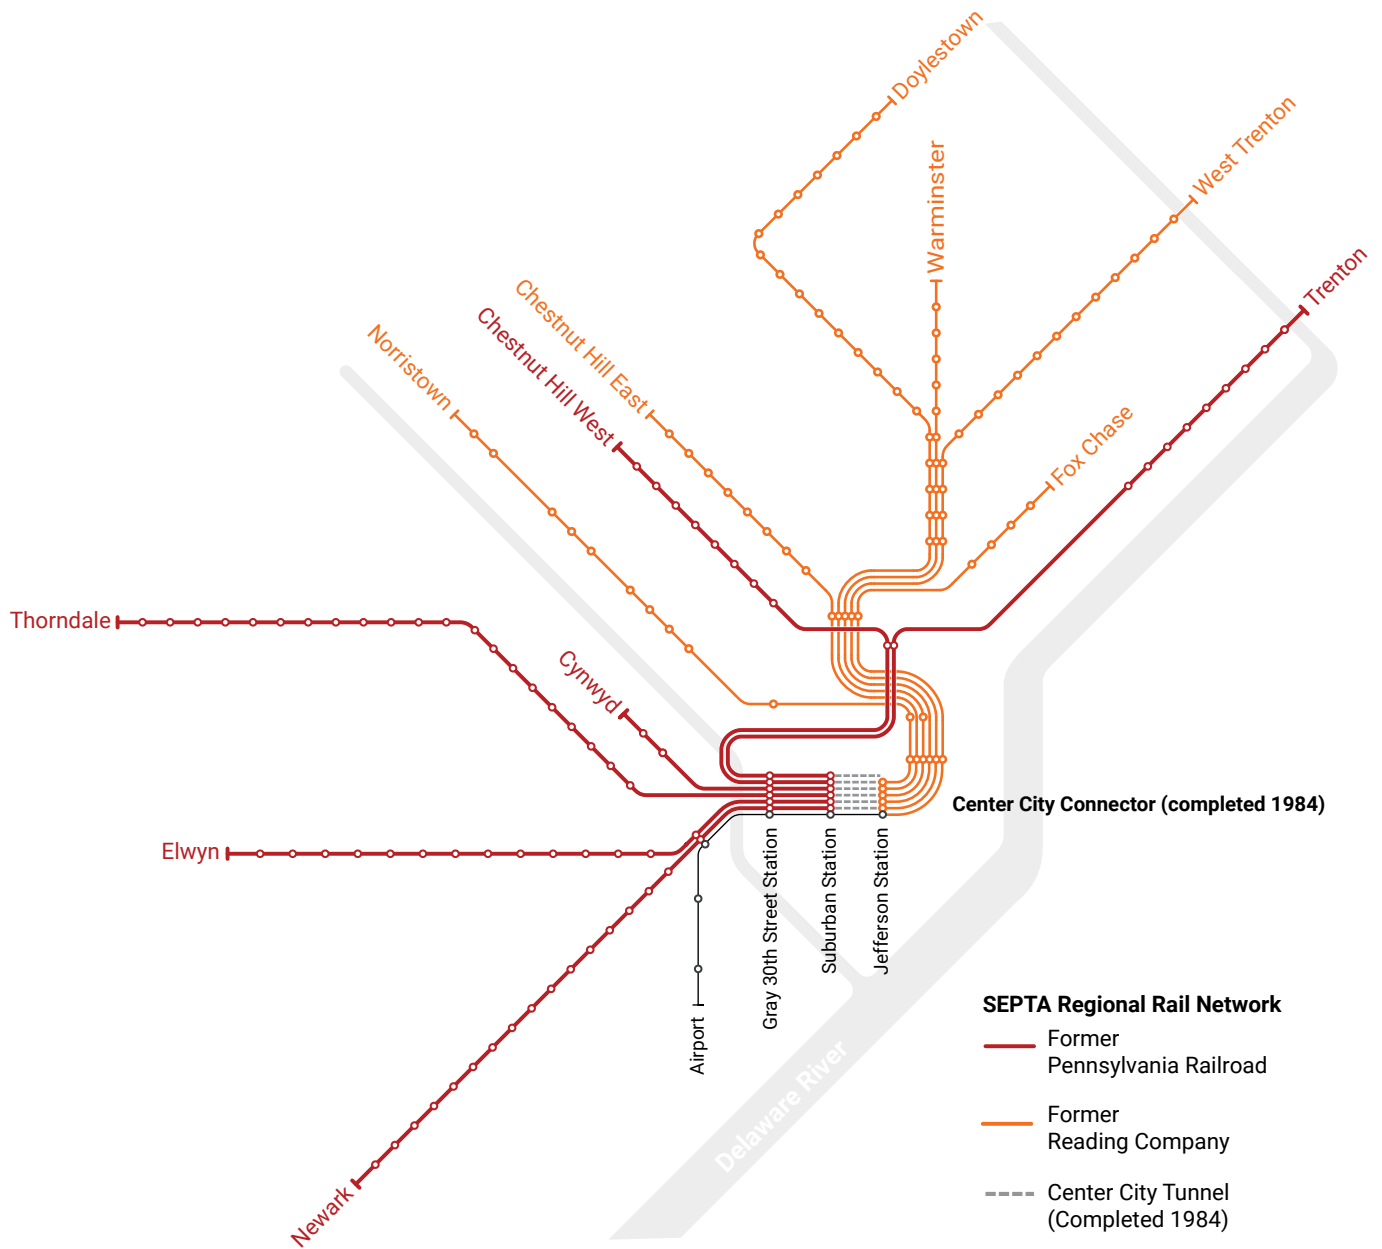 Doylestown
West Trenton
Warminster
Trenton
Chestnut Hill East
Chestnut Hill West
Norristown
Fox Chase
Thorndale
Cynwyd
Center City Connector (completed 1984)
Elwyn
Gray 30th Street Station
Suburban Station
Jefferson Station
Airport
Newark
Delaware River
SEPTA Regional Rail Network
Former
Pennsylvania Railroad
Former
Reading Company
Center City Tunnel
(Completed 1984)